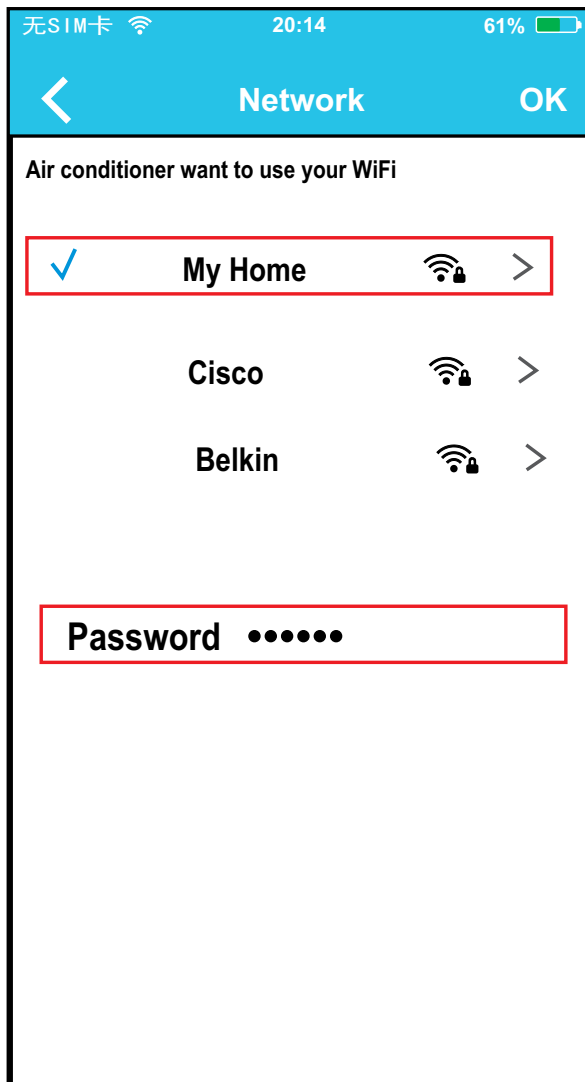 无SIM卡 20:14 61%
Network OK
Air conditioner want to use your WiFi
My Home
Cisco
Belkin
Password ••••••